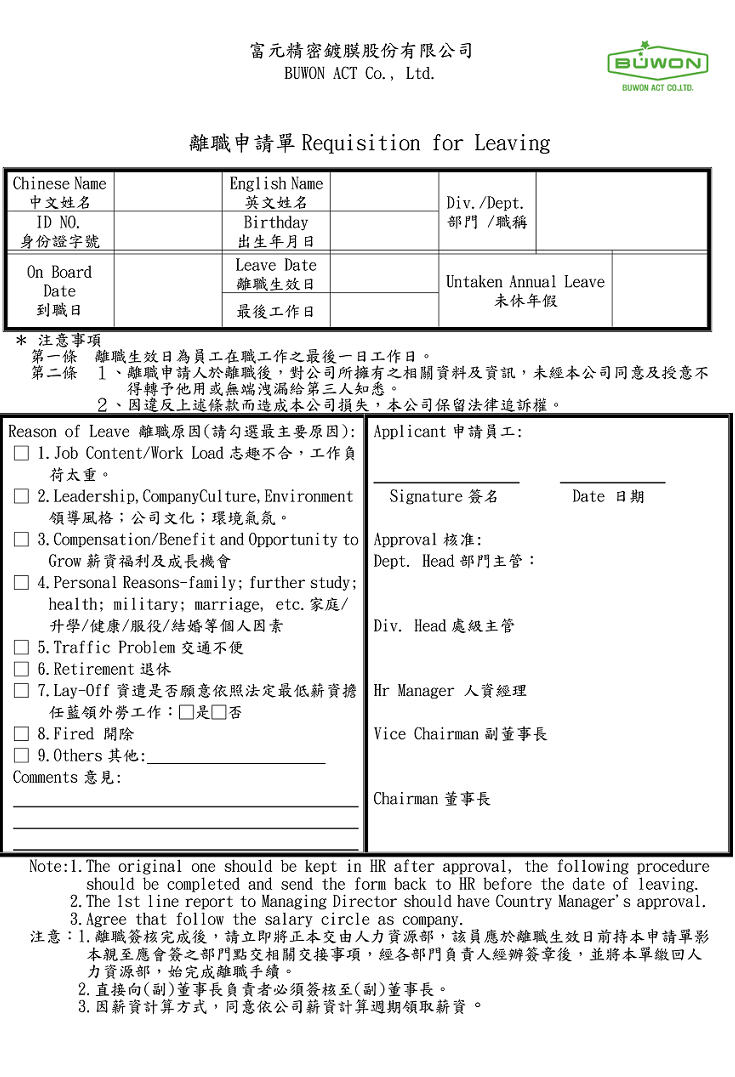 富元精密鍍膜股份有限公司
BUWON ACT Co., Ltd.
BUWON
BUWON ACT CO.,LTD.
離職申請單 Requisition for Leaving
Chinese Name
中文姓名
English Name
英文姓名
Div./Dept.
部門 /職稱
ID NO.
身份證字號
Birthday
出生年月日
On Board
Date
到職日
Leave Date
離職生效日
最後工作日
Untaken Annual Leave
未休年假
* 注意事項
第一條 離職生效日為員工在職工作之最後一日工作日。
第二條 1、離職申請人於離職後,對公司所擁有之相關資料及資訊,未經本公司同意及授意不
得轉予他用或無端洩漏給第三人知悉。
2、因違反上述條款而造成本公司損失,本公司保留法律追訴權。
Reason of Leave 離職原因(請勾選最主要原因):
□ 1.Job Content/Work Load 志趣不合,工作負
荷太重。
□ 2.Leadership,CompanyCulture,Environment
領導風格;公司文化;環境氣氛。
□ 3.Compensation/Benefit and Opportunity to
Grow 薪資福利及成長機會
□ 4.Personal Reasons-family; further study;
health; military; marriage, etc.家庭/
升學/健康/服役/結婚等個人因素
□ 5.Traffic Problem 交通不便
□ 6.Retirement 退休
□ 7.Lay-Off 資遣是否願意依照法定最低薪資擔
任藍領外勞工作:□是□否
□ 8.Fired 開除
□ 9.Others 其他:
Comments 意見:
Applicant 申請員工:
Signature 簽名 Date 日期
Approval 核准:
Dept. Head 部門主管:
Div. Head 處級主管
Hr Manager 人資經理
Vice Chairman 副董事長
Chairman 董事長
Note:1.The original one should be kept in HR after approval, the following procedure
should be completed and send the form back to HR before the date of leaving.
2.The 1st line report to Managing Director should have Country Manager's approval.
3.Agree that follow the salary circle as company.
注意:1.離職簽核完成後,請立即將正本交由人力資源部,該員應於離職生效日前持本申請單影
本親至應會簽之部門點交相關交接事項,經各部門負責人經辦簽章後,並將本單繳回人
力資源部,始完成離職手續。
2.直接向(副)董事長負責者必須簽核至(副)董事長。
3.因薪資計算方式,同意依公司薪資計算週期領取薪資。